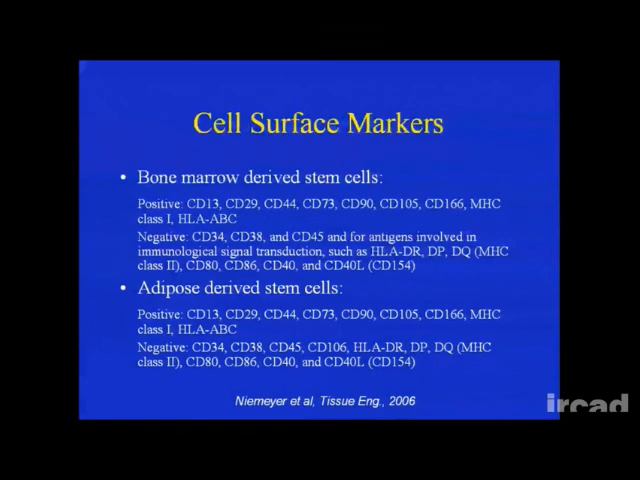 Cell Surface Markers
• Bone marrow derived stem cells:
Positive: CD13, CD29, CD44, CD73, CD90, CD105, CD166, MHC
class I, HLA-ABC
Negative: CD34, CD38, and CD45 and for antigens involved in
immunological signal transduction, such as HLA-DR, DP, DQ (MHC
class II), CD80, CD86, CD40, and CD40L (CD154)
• Adipose derived stem cells:
Positive: CD13, CD29, CD44, CD73, CD90, CD105, CD166, MHC
class I, HLA-ABC
Negative: CD34, CD38, CD45, CD106, HLA-DR, DP, DQ (MHC
class II), CD80, CD86, CD40, and CD40L (CD154)
Niemeyer et al, Tissue Eng., 2006
ircad